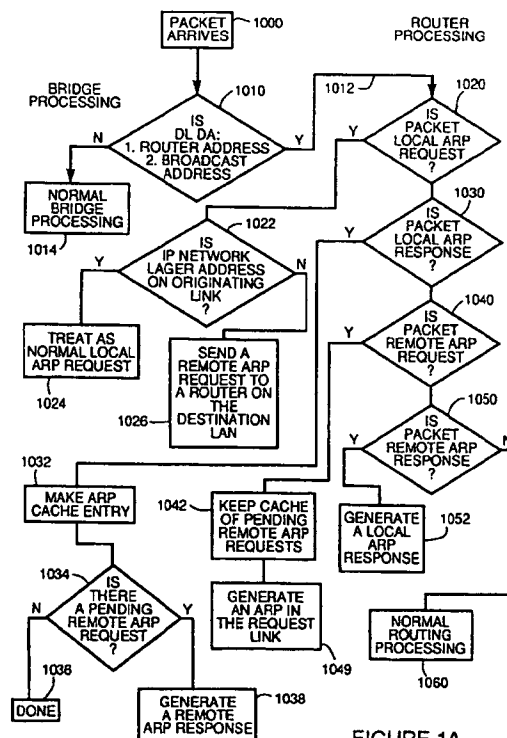 PACKET
ARRIVES
1000
ROUTER
PROCESSING
BRIDGE
PROCESSING
1010
1012
1020
IS
DL DA:
1. ROUTER ADDRESS
2. BROADCAST
ADDRESS
N
Y
IS
PACKET
LOCAL ARP
REQUEST
?
Y
NORMAL
BRIDGE
PROCESSING
1014
1022
IS
IP NETWORK
LAGER ADDRESS
ON ORIGINATING
LINK
?
Y
N
1030
IS
PACKET
LOCAL ARP
RESPONSE
?
Y
TREAT AS
NORMAL LOCAL
ARP REQUEST
1024
SEND A
REMOTE ARP
REQUEST TO
A ROUTER ON
THE
DESTINATION
LAN
1026
1040
IS
PACKET
REMOTE ARP
REQUEST
?
Y
1050
IS
PACKET
REMOTE ARP
RESPONSE
?
Y
N
1032
MAKE ARP
CACHE ENTRY
1042
KEEP CACHE
OF PENDING
REMOTE ARP
REQUESTS
GENERATE
A LOCAL
ARP
RESPONSE
1052
1034
IS
THERE
A PENDING
REMOTE ARP
REQUEST
?
N
Y
GENERATE
AN ARP IN
THE REQUEST
LINK
1049
NORMAL
ROUTING
PROCESSING
1060
1036
DONE
GENERATE
A REMOTE
ARP RESPONSE
1038
FIGURE 1A